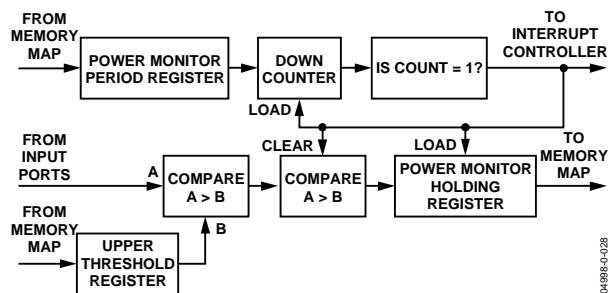 FROM
MEMORY
MAP
POWER MONITOR
PERIOD REGISTER
DOWN
COUNTER
IS COUNT = 1?
TO
INTERRUPT
CONTROLLER
LOAD
FROM
INPUT
PORTS
A
COMPARE
A > B
CLEAR
COMPARE
A > B
LOAD
POWER MONITOR
HOLDING
REGISTER
TO
MEMORY
MAP
FROM
MEMORY
MAP
B
UPPER
THRESHOLD
REGISTER
04998-0-028